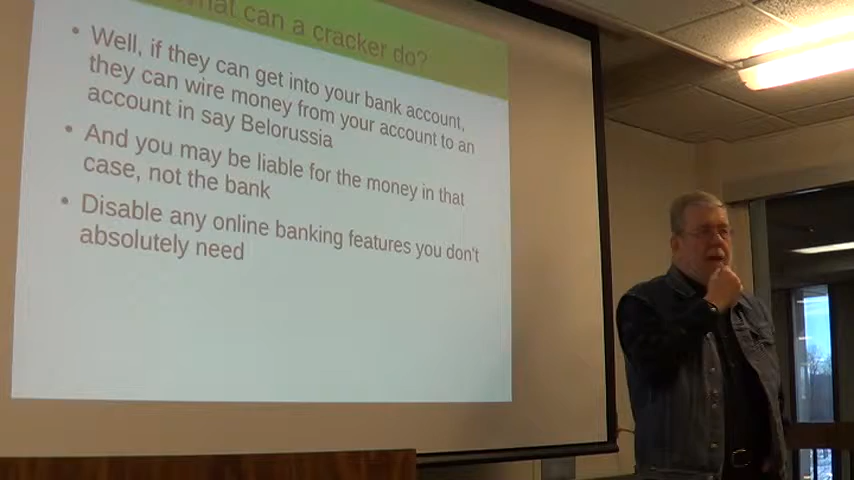 What can a cracker do?
• Well, if they can get into your bank account,
they can wire money from your account to an
account in say Belorussia
• And you may be liable for the money in that
case, not the bank
• Disable any online banking features you don't
absolutely need